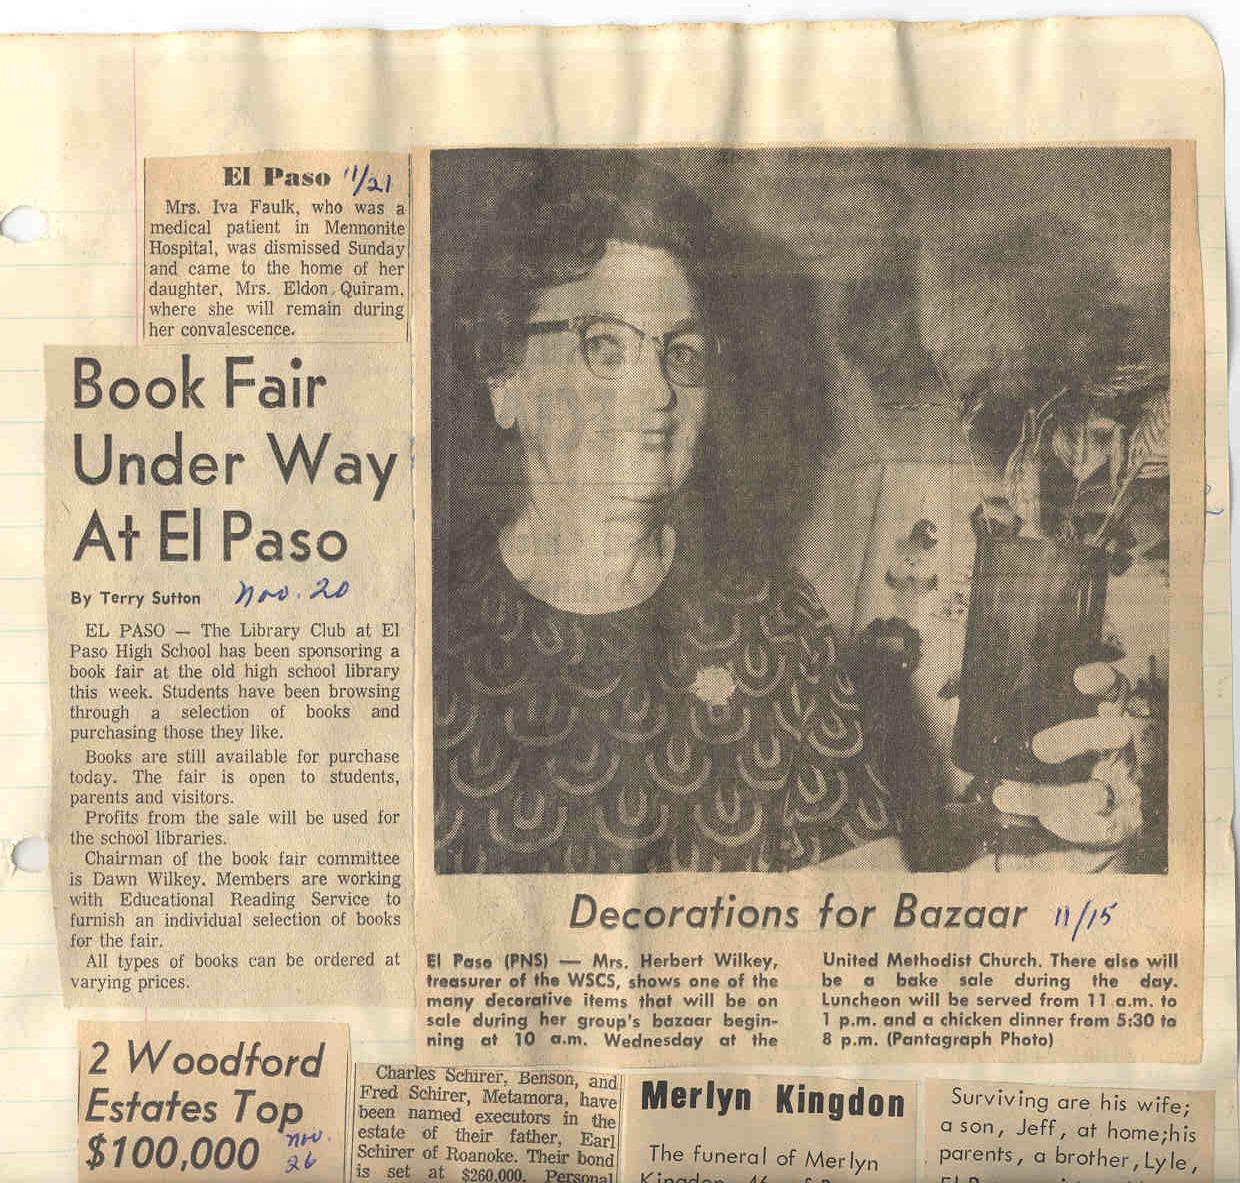 El Paso 11/21
Mrs. Iva Faulk, who was a
medical patient in Mennonite
Hospital, was dismissed Sunday
and came to the home of her
daughter, Mrs. Eldon Quiram,
where she will remain during
her convalescence.
Book Fair
Under Way
At El Paso
By Terry Sutton Nov. 20
EL PASO — The Library Club at El
Paso High School has been sponsoring a
book fair at the old high school library
this week. Students have been browsing
through a selection of books and
purchasing those they like.
Books are still available for purchase
today. The fair is open to students,
parents and visitors.
Profits from the sale will be used for
the school libraries.
Chairman of the book fair committee
is Dawn Wilkey. Members are working
with Educational Reading Service to
furnish an individual selection of books
for the fair.
All types of books can be ordered at
varying prices.
Decorations for Bazaar 11/15
El Paso (PNS) — Mrs. Herbert Wilkey,
treasurer of the WSCS, shows one of the
many decorative items that will be on
sale during her group's bazaar begin-
ning at 10 a.m. Wednesday at the
United Methodist Church. There also will
be a bake sale during the day.
Luncheon will be served from 11 a.m. to
1 p.m. and a chicken dinner from 5:30 to
8 p.m. (Pantagraph Photo)
2 Woodford
Estates Top
$100,000 Nov. 26
Charles Schirer, Benson, and
Fred Schirer, Metamora, have
been named executors in the
estate of their father, Earl
Schirer of Roanoke. Their bond
is set at $260,000. Personal
Merlyn Kingdon
The funeral of Merlyn
Kingdon, 46, of
Surviving are his wife;
a son, Jeff, at home;his
parents, a brother, Lyle,